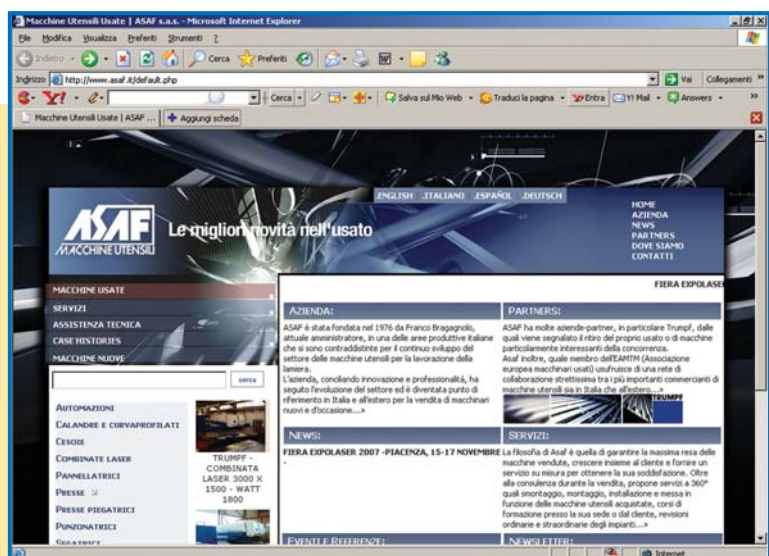 Macchine Utensili Usate | ASAF s.a.s. - Microsoft Internet Explorer
File Modifica Visualizza Preferiti Strumenti ?
Indietro Cerca Preferiti
Indirizzo http://www.asaf.it/default.php Vai Collegamenti »
Y! Cerca Salva sul Mio Web Traduci la pagina Entra Y! Mail Answers »
Macchine Utensili Usate | ASAF ... Aggiungi scheda
.ENGLISH .ITALIANO .ESPAÑOL .DEUTSCH
HOME
AZIENDA
NEWS
PARTNERS
DOVE SIAMO
CONTATTI
ASAF
MACCHINE UTENSILI
Le migliori novità nell'usato
FIERA EXPOLASE
MACCHINE USATE
SERVIZI
ASSISTENZA TECNICA
CASE HISTORIES
MACCHINE NUOVE
cerca
AUTOMAZIONI
CALANDRE E CURVAPROFILATI
CESOIE
COMBINATE LASER
PANNELLATRICI
PRESSE
PRESSE PIEGATRICI
PUNZONATRICI
SEGATRICI
TRUMPF -
COMBINATA
LASER 3000 X
1500 - WATT
1800
AZIENDA:
ASAF è stata fondata nel 1976 da Franco Bragagnolo,
attuale amministratore, in una delle aree produttive italiane
che si sono contraddistinte per il continuo sviluppo del
settore delle macchine utensili per la lavorazione della
lamiera.
L'azienda, conciliando innovazione e professionalità, ha
seguito l'evoluzione del settore ed è diventata punto di
riferimento in Italia e all'estero per la vendita di macchinari
nuovi e d'occasione...»
PARTNERS:
ASAF ha molte aziende-partner, in particolare Trumpf, dalle
quali viene segnalato il ritiro del proprio usato o di macchine
particolarmente interessanti della concorrenza.
Asaf inoltre, quale membro dell'EAMTM (Associazione
europea macchinari usati) usufruisce di una rete di
collaborazione strettissima tra i più importanti commercianti di
macchine utensili sia in Italia che all'estero...»
TRUMPF
NEWS:
FIERA EXPOLASER 2007 -PIACENZA, 15-17 NOVEMBRE
-
SERVIZI:
La filosofia di Asaf è quella di garantire la massima resa delle
macchine vendute, crescere insieme al cliente e fornire un
servizio su misura per ottenere la sua soddisfazione. Oltre
alla consulenza durante la vendita, propone servizi a 360°
quali smontaggio, montaggio, installazione e messa in
funzione delle macchine utensili acquistate, corsi di
formazione presso la sua sede o dal cliente, revisioni
ordinarie e straordinarie degli impianti...»
EVENTI E REFERENZE:
NEWSLETTER:
Internet